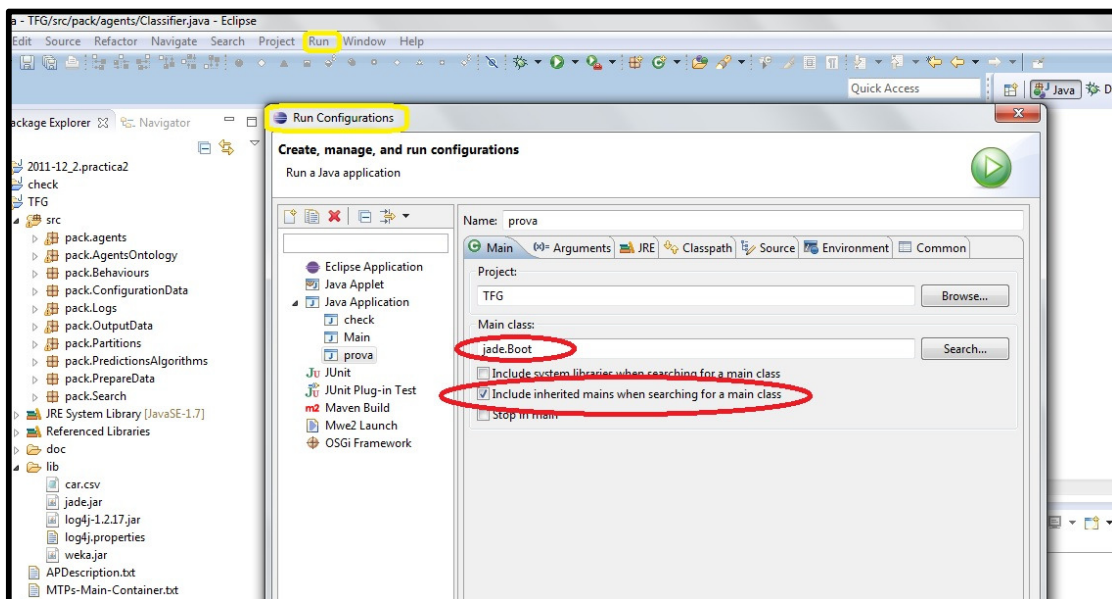 a - TFG/src/pack/agents/Classifier.java - Eclipse
Edit Source Refactor Navigate Search Project Run Window Help
Quick Access
Java
D
ackage Explorer
Navigator
2011-12_2.practica2
check
TFG
src
pack.agents
pack.AgentsOntology
pack.Behaviours
pack.ConfigurationData
pack.Logs
pack.OutputData
pack.Partitions
pack.PredictionsAlgorithms
pack.PrepareData
pack.Search
JRE System Library [JavaSE-1.7]
Referenced Libraries
doc
lib
car.csv
jade.jar
log4j-1.2.17.jar
log4j.properties
weka.jar
APDescription.txt
MTPs-Main-Container.txt
Run Configurations
Create, manage, and run configurations
Run a Java application
Eclipse Application
Java Applet
Java Application
check
Main
prova
JUnit
JUnit Plug-in Test
Maven Build
Mwe2 Launch
OSGi Framework
Name: prova
Main (x)= Arguments JRE Classpath Source Environment Common
Project:
TFG
Browse...
Main class:
jade.Boot
Search...
Include system libraries when searching for a main class
Include inherited mains when searching for a main class
Stop in main